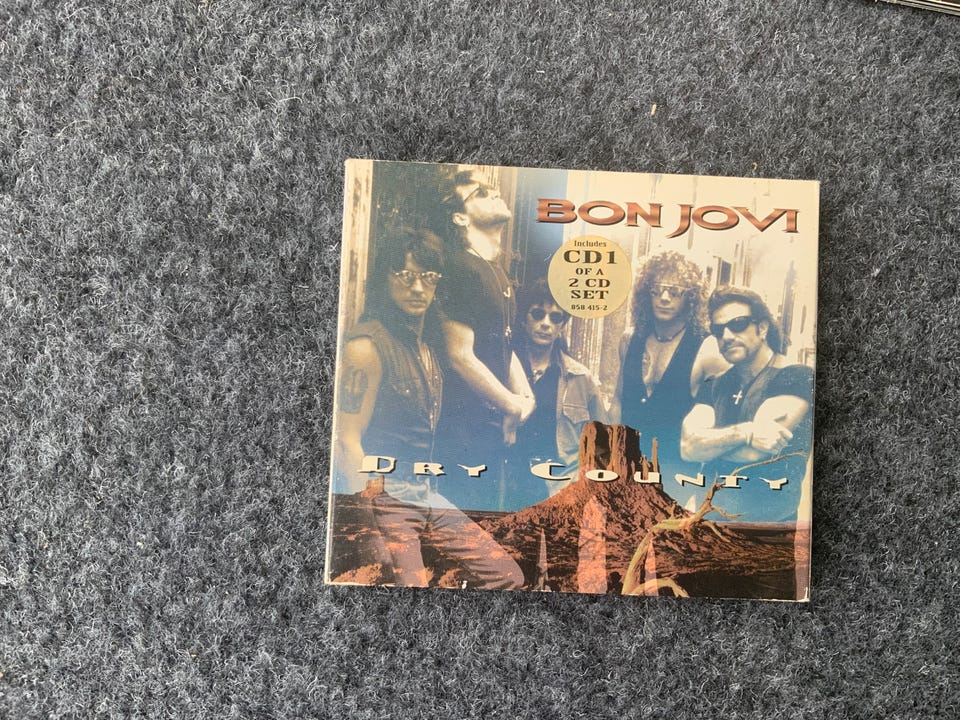 BON JOVI
Includes
CD1
OF A
2 CD
SET
858 415-2
DRY COUNTY